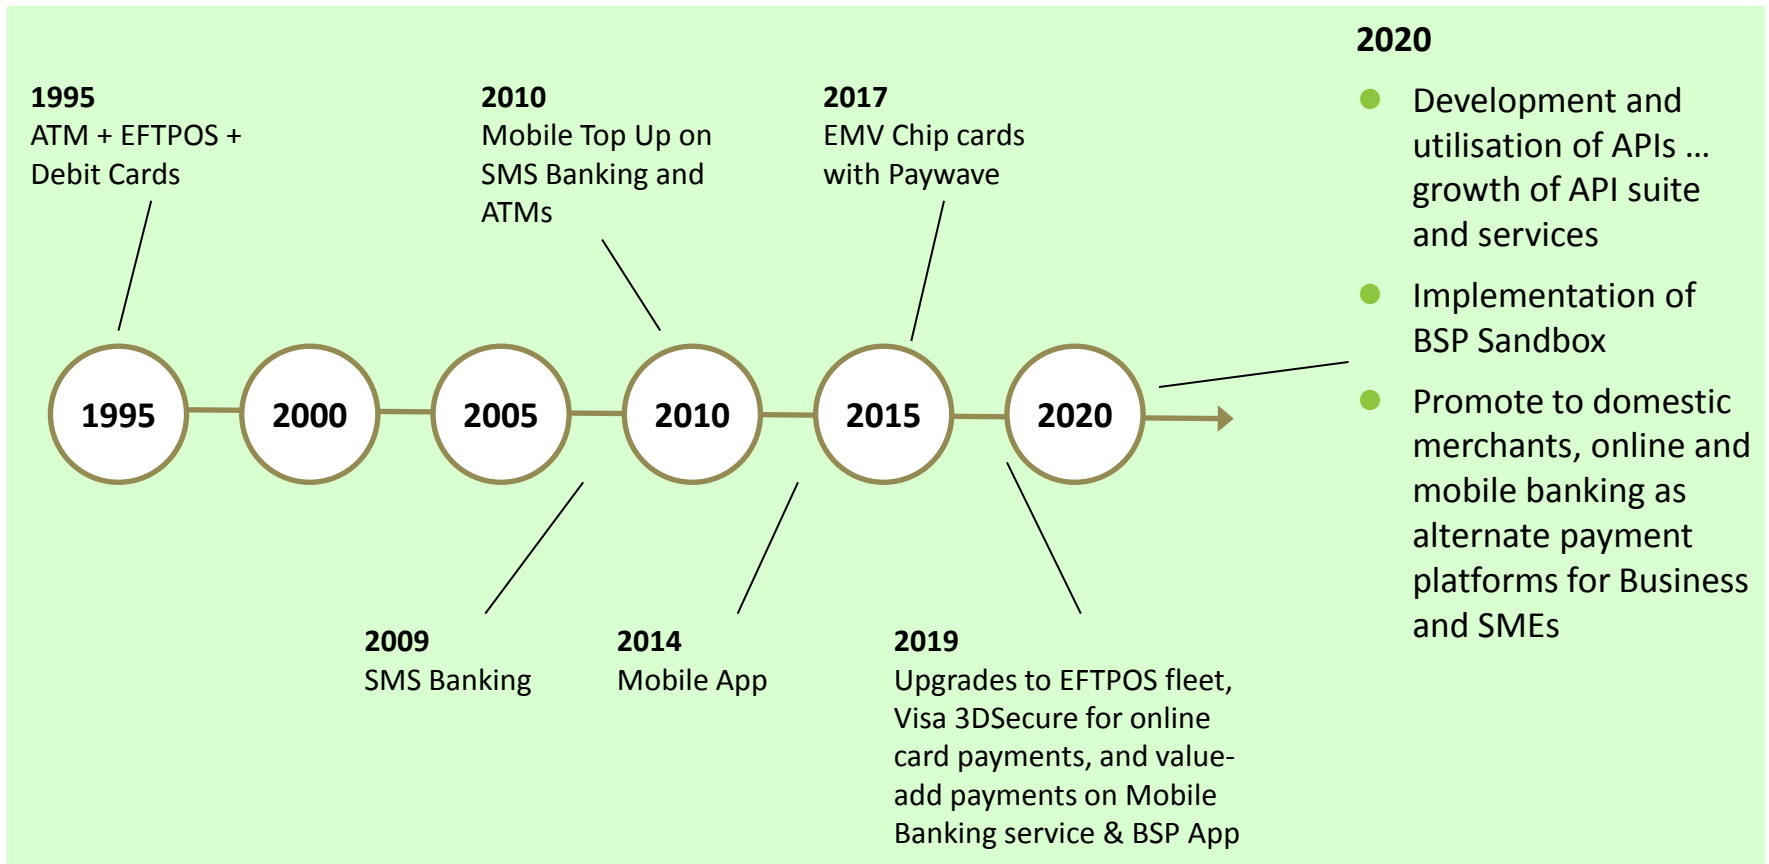 1995
ATM + EFTPOS +
Debit Cards
2010
Mobile Top Up on
SMS Banking and
ATMs
2017
EMV Chip cards
with Paywave
2020
Development and
utilisation of APIs ...
growth of API suite
and services
Implementation of
BSP Sandbox
Promote to domestic
merchants, online and
mobile banking as
alternate payment
platforms for Business
and SMEs
1995
2000
2005
2010
2015
2020
2009
SMS Banking
2014
Mobile App
2019
Upgrades to EFTPOS fleet,
Visa 3DSecure for online
card payments, and value-
add payments on Mobile
Banking service & BSP App